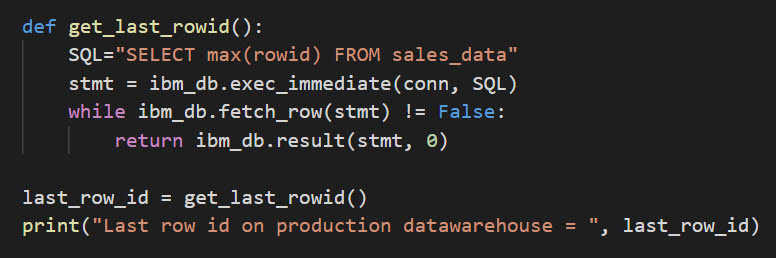 def get_last_rowid():
    SQL="SELECT max(rowid) FROM sales_data"
    stmt = ibm_db.exec_immediate(conn, SQL)
    while ibm_db.fetch_row(stmt) != False:
        return ibm_db.result(stmt, 0)

last_row_id = get_last_rowid()
print("Last row id on production datawarehouse = ", last_row_id)